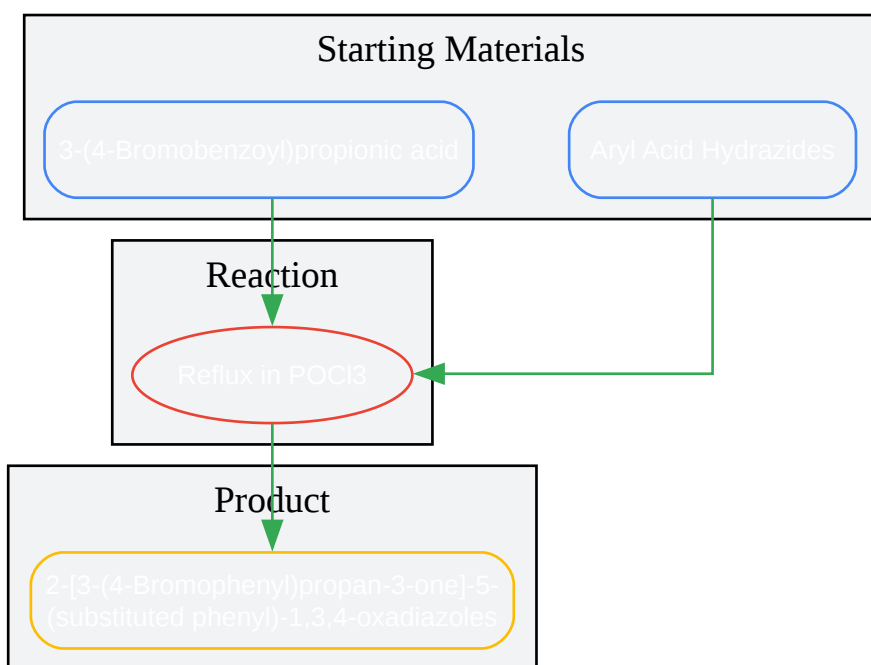 Starting Materials
3-(4-Bromobenzoyl)propionic acid
Aryl Acid Hydrazides
Reaction
Reflux in POCl3
Product
2-[3-(4-Bromophenyl)propan-3-one]-5-
(substituted phenyl)-1,3,4-oxadiazoles